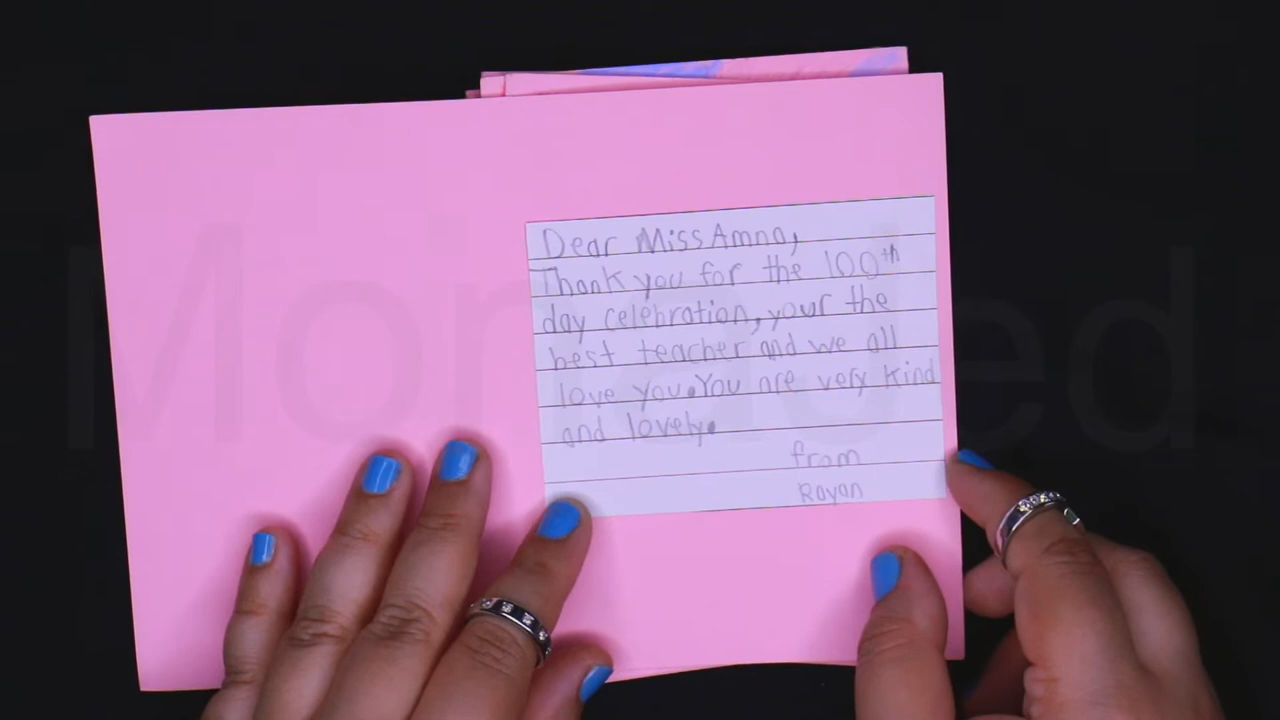 Dear Miss Amna,
Thank you for the 100th
day celebration, your the
best teacher and we all
love you. You are very kind
and lovely.
from
Rayan